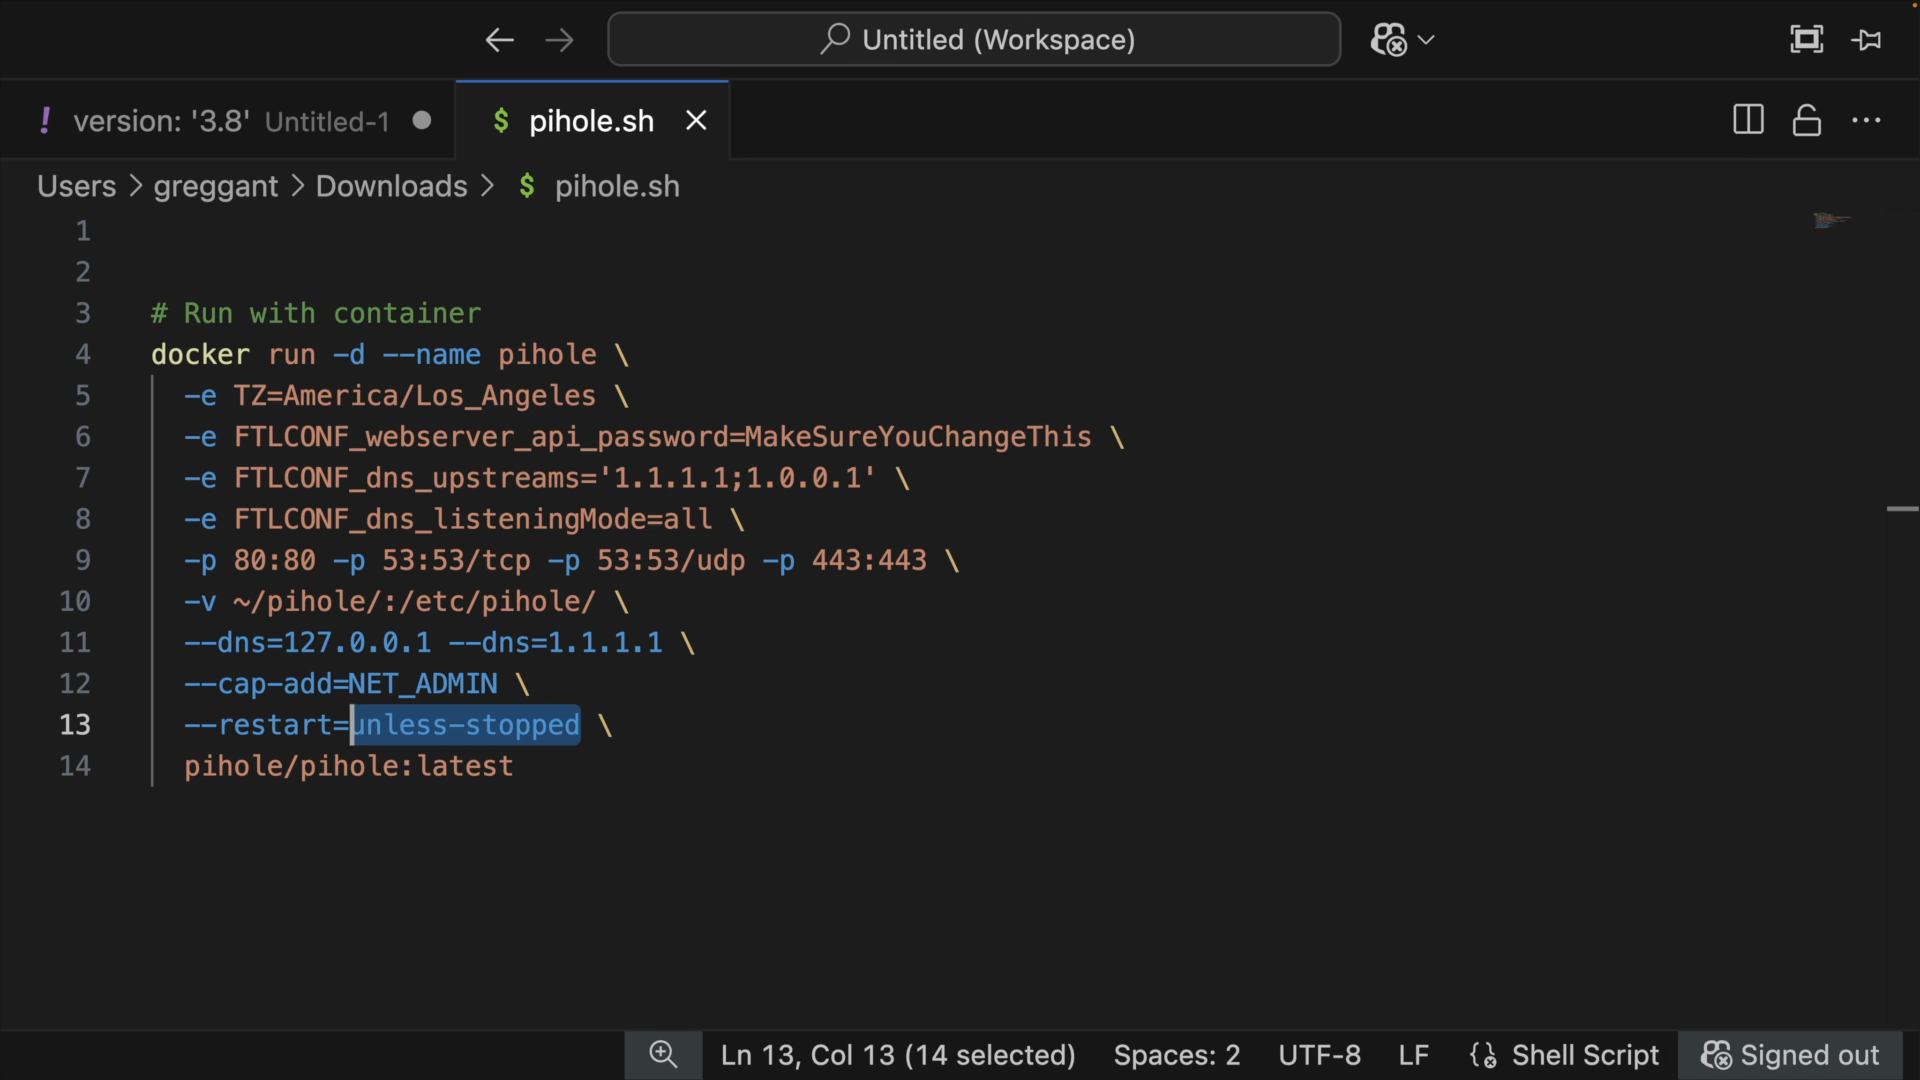 Untitled (Workspace)
! version: '3.8' Untitled-1
$ pihole.sh
Users > greggant > Downloads > $ pihole.sh
1
2
3 # Run with container
4 docker run -d --name pihole \
5 -e TZ=America/Los_Angeles \
6 -e FTLCONF_webserver_api_password=MakeSureYouChangeThis \
7 -e FTLCONF_dns_upstreams='1.1.1.1;1.0.0.1' \
8 -e FTLCONF_dns_listeningMode=all \
9 -p 80:80 -p 53:53/tcp -p 53:53/udp -p 443:443 \
10 -v ~/pihole/:/etc/pihole/ \
11 --dns=127.0.0.1 --dns=1.1.1.1 \
12 --cap-add=NET_ADMIN \
13 --restart=unless-stopped \
14 pihole/pihole:latest
Ln 13, Col 13 (14 selected) Spaces: 2 UTF-8 LF Shell Script Signed out